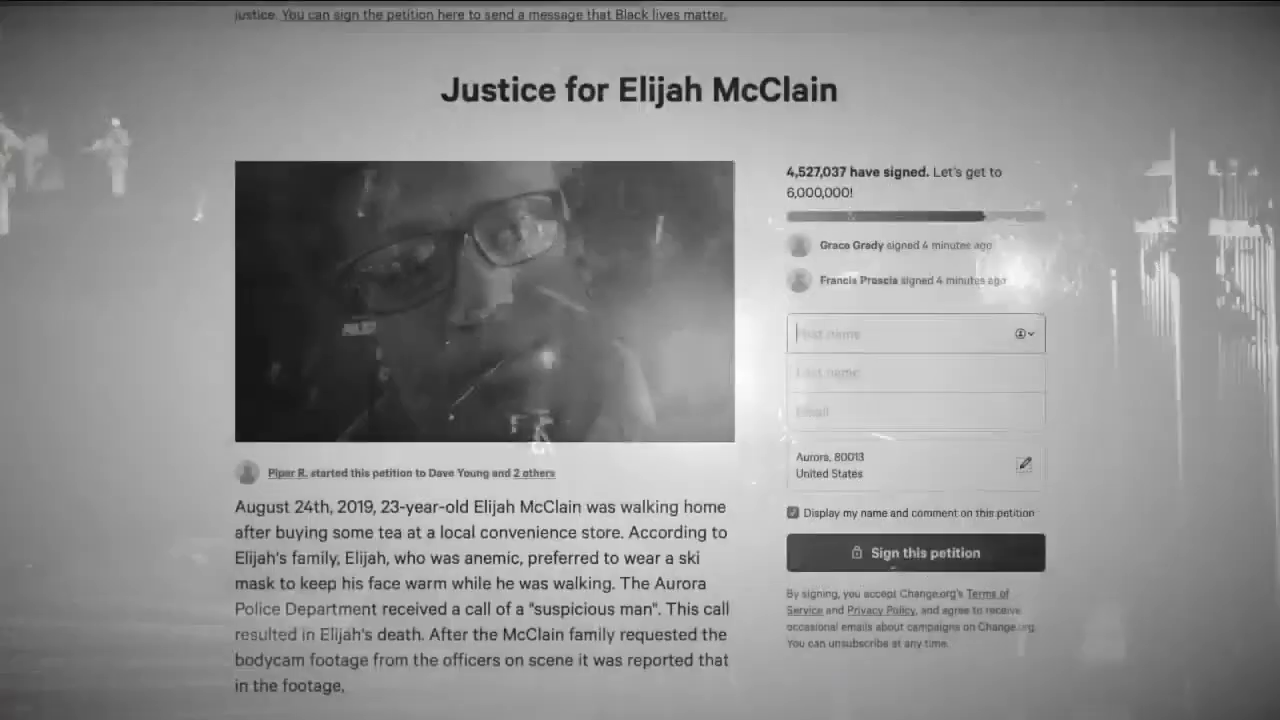 justice. You can sign the petition here to send a message that Black lives matter.
Justice for Elijah McClain
4,527,037 have signed. Let's get to
6,000,000!
Grace Grady signed 4 minutes ago
Francis Proscia signed 4 minutes ago
First name
Last name
Email
Aurora, 80013
United States
Display my name and comment on this petition
Sign this petition
By signing, you accept Change.org's Terms of
Service and Privacy Policy, and agree to receive
occasional emails about campaigns on Change.org.
You can unsubscribe at any time.
Piper R. started this petition to Dave Young and 2 others
August 24th, 2019, 23-year-old Elijah McClain was walking home
after buying some tea at a local convenience store. According to
Elijah's family, Elijah, who was anemic, preferred to wear a ski
mask to keep his face warm while he was walking. The Aurora
Police Department received a call of a "suspicious man". This call
resulted in Elijah's death. After the McClain family requested the
bodycam footage from the officers on scene it was reported that
in the footage,